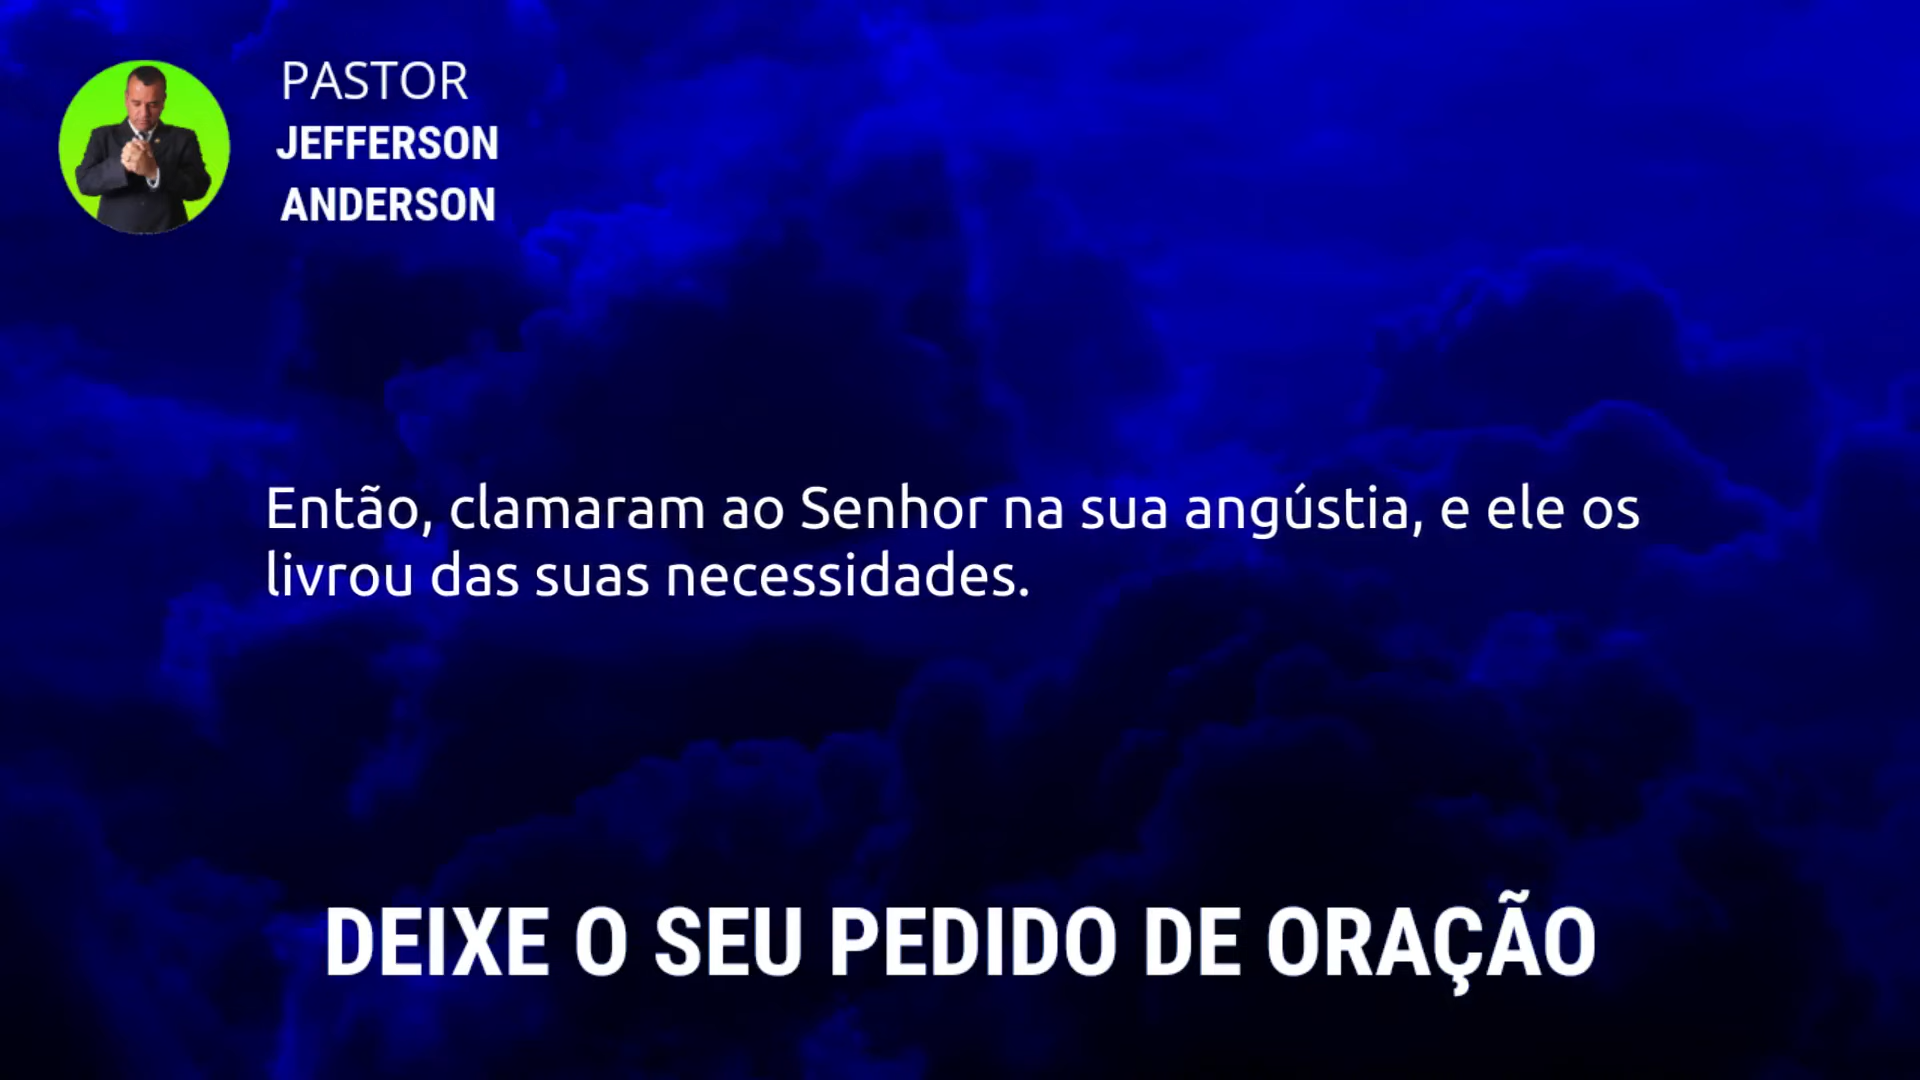 PASTOR
JEFFERSON
ANDERSON
Então, clamaram ao Senhor na sua angústia, e ele os
livrou das suas necessidades.
DEIXE O SEU PEDIDO DE ORAÇÃO